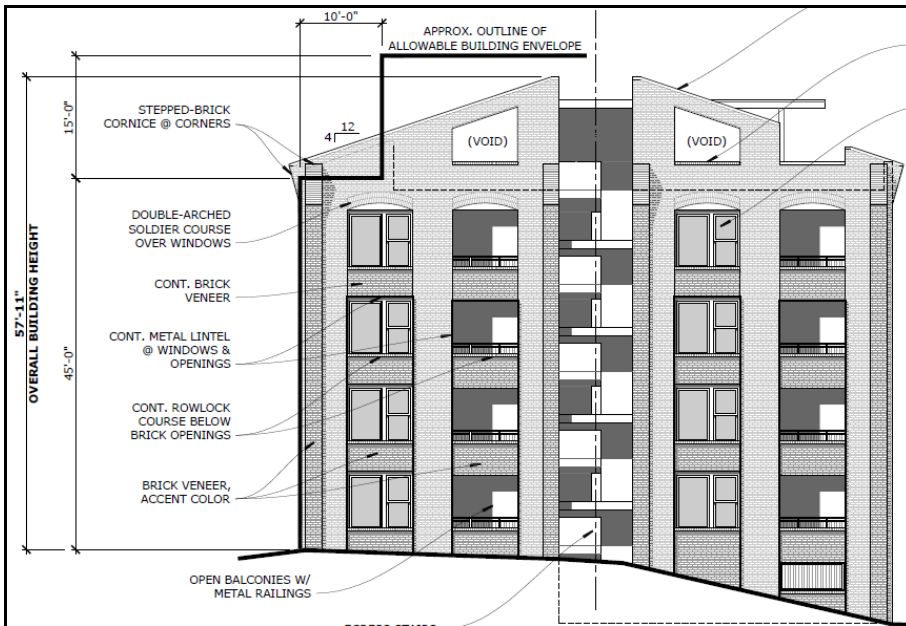 10'-0"
APPROX. OUTLINE OF
ALLOWABLE BUILDING ENVELOPE
15'-0"
STEPPED-BRICK
CORNICE @ CORNERS
12
4
(VOID)
(VOID)
DOUBLE-ARCHED
SOLDIER COURSE
OVER WINDOWS
CONT. BRICK
VENEER
57'-11"
OVERALL BUILDING HEIGHT
45'-0"
CONT. METAL LINTEL
@ WINDOWS &
OPENINGS
CONT. ROWLOCK
COURSE BELOW
BRICK OPENINGS
BRICK VENEER,
ACCENT COLOR
OPEN BALCONIES W/
METAL RAILINGS